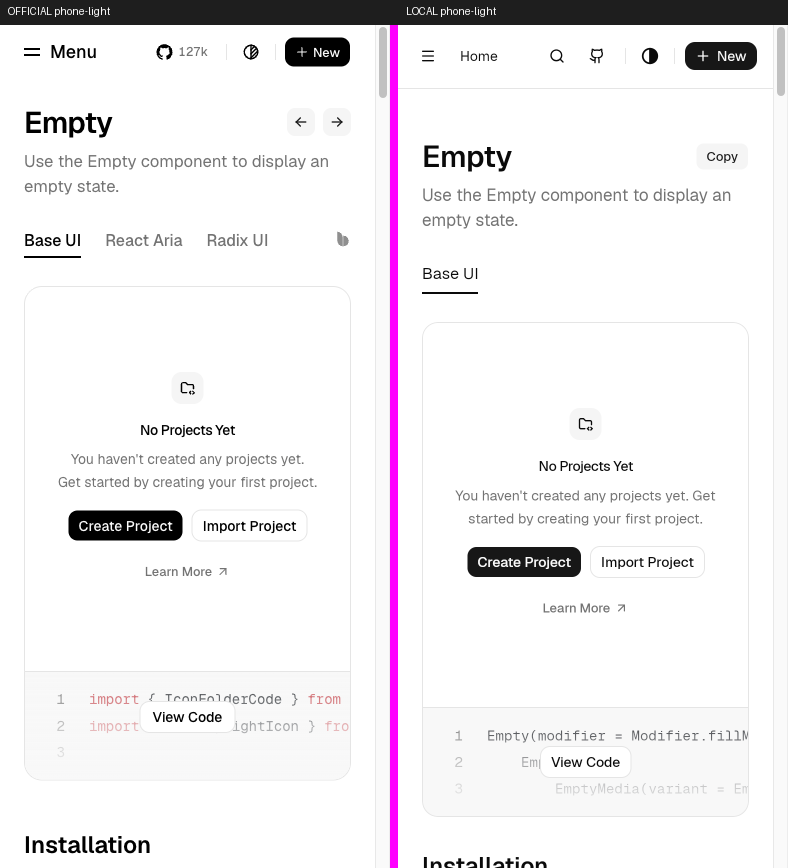 OFFICIAL phone-light
Menu
127k
+ New
Empty
Use the Empty component to display an
empty state.
Base UI
React Aria
Radix UI
No Projects Yet
You haven't created any projects yet.
Get started by creating your first project.
Create Project
Import Project
Learn More ↗
1 import { IconFolderCode } from
2 import ightIcon } fro
3
View Code
Installation
LOCAL phone-light
Home
+ New
Empty
Copy
Use the Empty component to display an
empty state.
Base UI
No Projects Yet
You haven't created any projects yet. Get
started by creating your first project.
Create Project
Import Project
Learn More ↗
1 Empty(modifier = Modifier.fillM
2 Emp
3 EmptyMedia(variant = Em
View Code
Installation